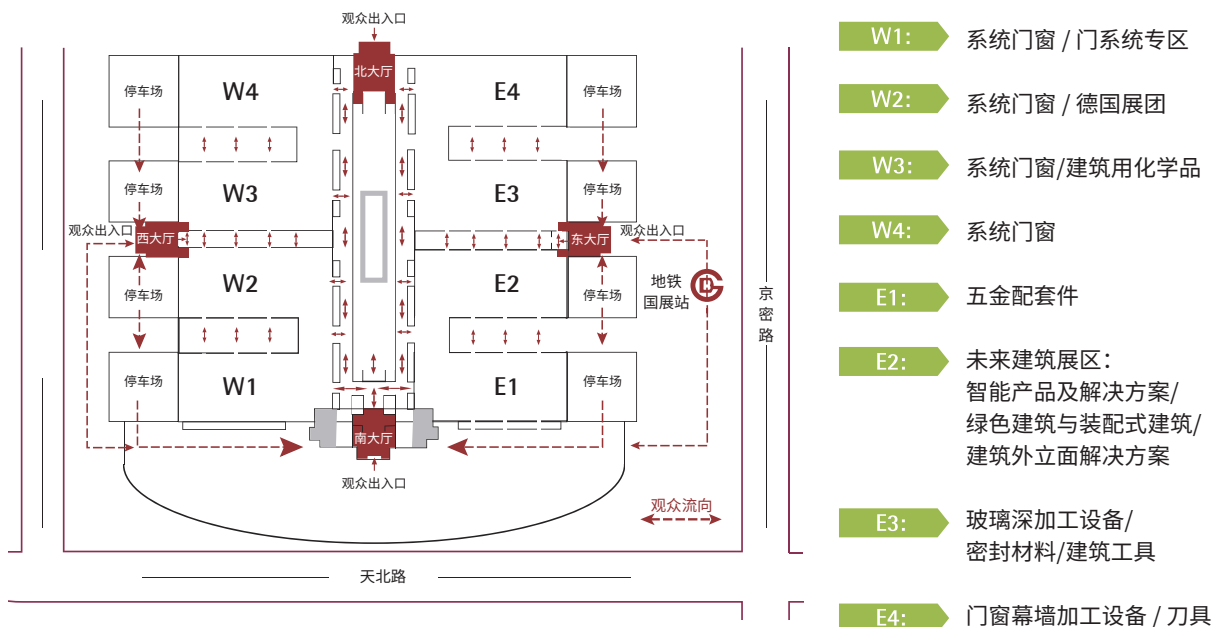 观众出入口
北大厅
停车场
W4
E4
停车场
停车场
W3
E3
停车场
观众出入口
西大厅
东大厅
观众出入口
停车场
W2
E2
停车场
地铁
国展站
京密路
停车场
W1
E1
停车场
南大厅
观众出入口
观众流向
天北路
W1: 系统门窗 / 门系统专区
W2: 系统门窗 / 德国展团
W3: 系统门窗/建筑用化学品
W4: 系统门窗
E1: 五金配套件
E2: 未来建筑展区：
智能产品及解决方案/
绿色建筑与装配式建筑/
建筑外立面解决方案
E3: 玻璃深加工设备/
密封材料/建筑工具
E4: 门窗幕墙加工设备 / 刀具